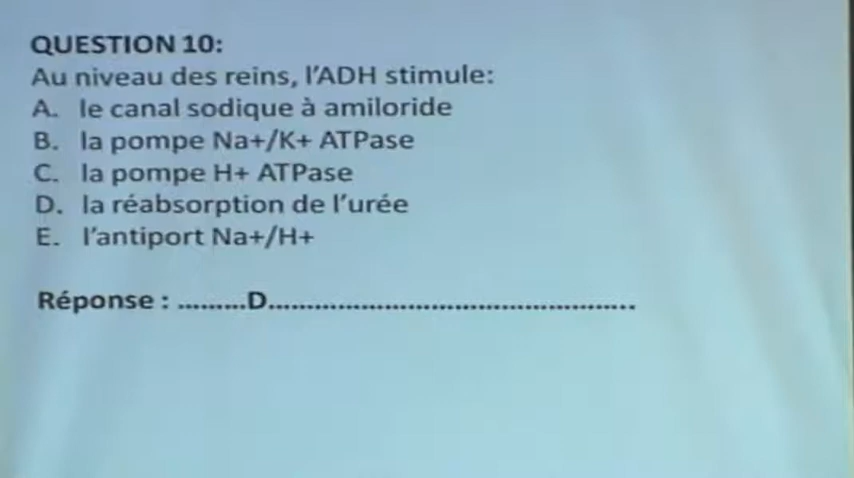 QUESTION 10:
Au niveau des reins, l'ADH stimule:
A. le canal sodique à amiloride
B. la pompe Na+/K+ ATPase
C. la pompe H+ ATPase
D. la réabsorption de l'urée
E. l'antiport Na+/H+
Réponse : .........D................................................